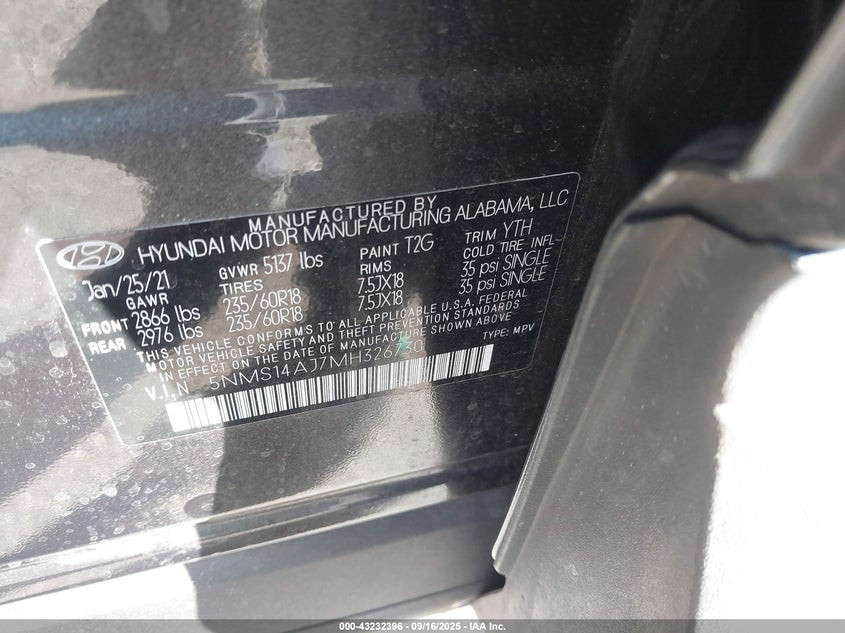 MANUFACTURED BY
HYUNDAI MOTOR MANUFACTURING ALABAMA, LLC
Jan/25/21 GVWR 5137 lbs PAINT T2G TRIM YTH
GAWR TIRES RIMS COLD TIRE INFL-
FRONT 2866 lbs 235/60R18 7.5JX18 35 psi SINGLE
REAR 2976 lbs 235/60R18 7.5JX18 35 psi SINGLE
THIS VEHICLE CONFORMS TO ALL APPLICABLE U.S.A. FEDERAL
MOTOR VEHICLE SAFETY AND THEFT PREVENTION STANDARDS
IN EFFECT ON THE DATE OF MANUFACTURE SHOWN ABOVE.
V.I.N 5NMS14AJ7MH326730 TYPE: MPV
000-43232396 - 09/16/2025 - Copyright © IAA Inc.